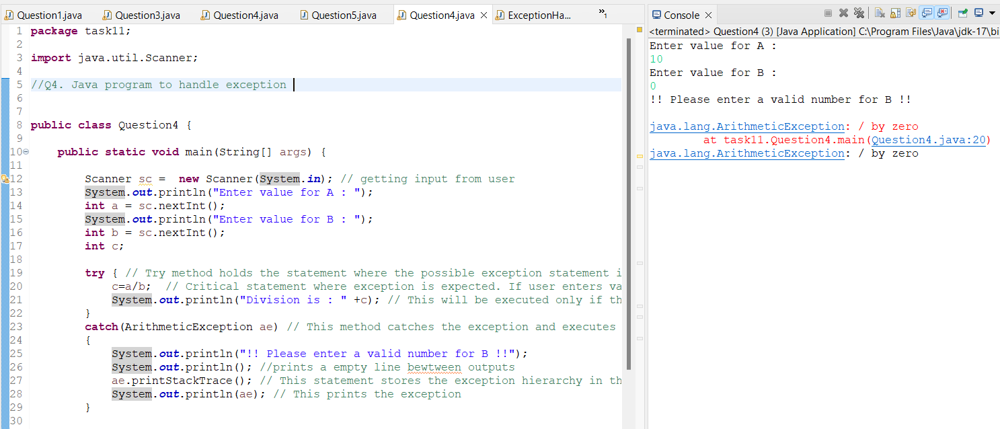 Question1.java Question3.java Question4.java Question5.java Question4.java ExceptionHa... »1
1 package task11;
2
3 import java.util.Scanner;
4
5 //Q4. Java program to handle exception
6
7
8 public class Question4 {
9
10 public static void main(String[] args) {
11
12 Scanner sc =  new Scanner(System.in); // getting input from user
13 System.out.println("Enter value for A : ");
14 int a = sc.nextInt();
15 System.out.println("Enter value for B : ");
16 int b = sc.nextInt();
17 int c;
18
19 try { // Try method holds the statement where the possible exception statement i
20 c=a/b;  // Critical statement where exception is expected. If user enters va
21 System.out.println("Division is : " +c); // This will be executed only if th
22 }
23 catch(ArithmeticException ae) // This method catches the exception and executes
24 {
25 System.out.println("!! Please enter a valid number for B !!");
26 System.out.println(); //prints a empty line bewtween outputs
27 ae.printStackTrace(); // This statement stores the exception hierarchy in th
28 System.out.println(ae); // This prints the exception
29 }
30
Console
<terminated> Question4 (3) [Java Application] C:\Program Files\Java\jdk-17\bi
Enter value for A :
10
Enter value for B :
0
!! Please enter a valid number for B !!
java.lang.ArithmeticException: / by zero
at task11.Question4.main(Question4.java:20)
java.lang.ArithmeticException: / by zero